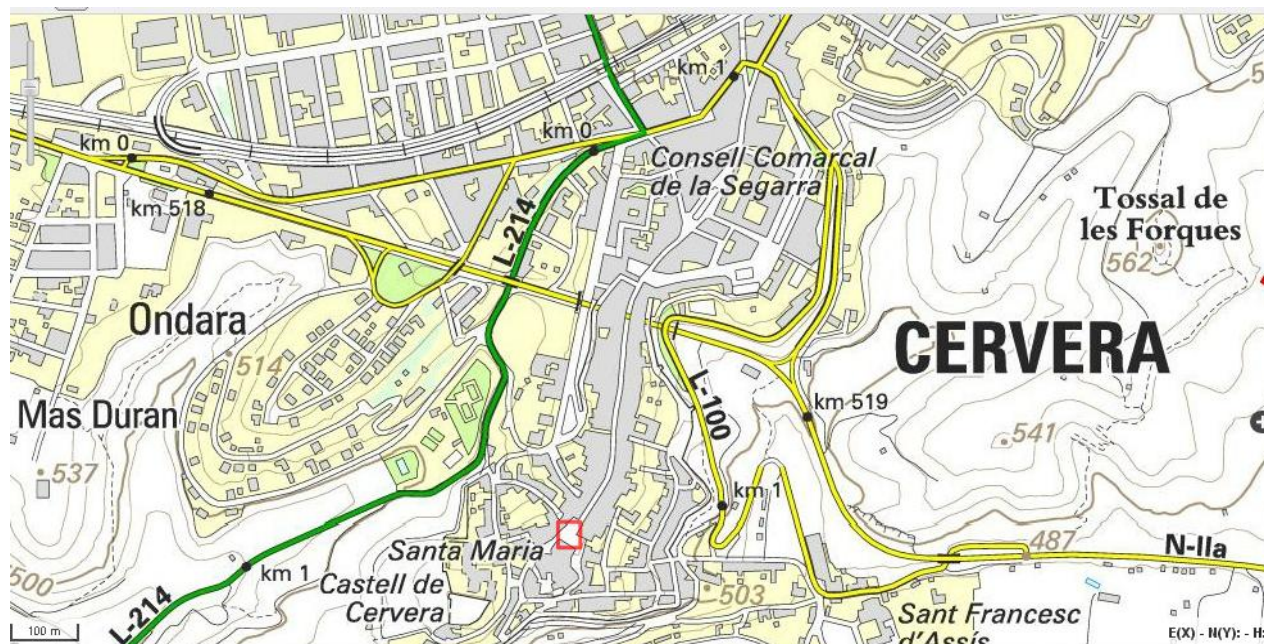 km 1
km 0
km 0
Consell Comarcal
de la Segarra
km 518
L-214
Tossal de
les Forques
562
Ondara
514
CERVERA
Mas Duran
L-100
km 519
541
537
km 1
487
N-IIa
Santa Maria
500
km 1
Castell de
Cervera
503
Sant Francesc
d'Assís
L-214
100 m
E(X) - N(Y): - H: